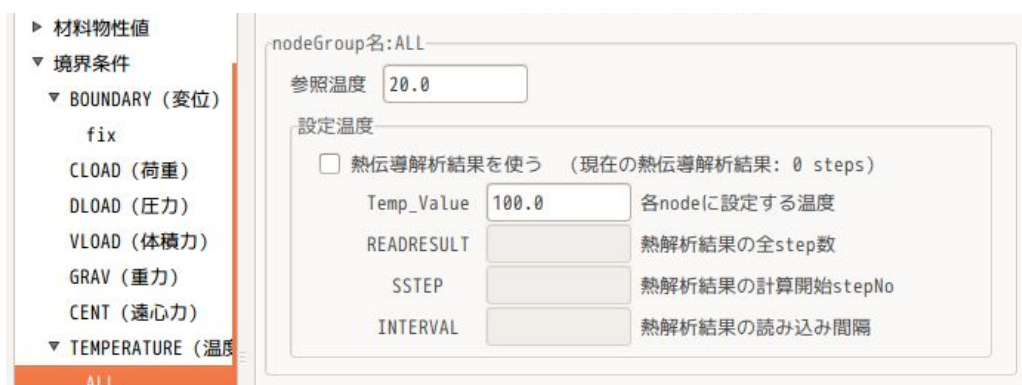 ▶ 材料物性値
▼ 境界条件
▼ BOUNDARY (変位)
fix
CLOAD (荷重)
DLOAD (圧力)
VLOAD (体積力)
GRAV (重力)
CENT (遠心力)
▼ TEMPERATURE (温度
ALL
nodeGroup名:ALL
参照温度 20.0
設定温度
熱伝導解析結果を使う (現在の熱伝導解析結果: 0 steps)
Temp_Value 100.0 各nodeに設定する温度
READRESULT 熱解析結果の全step数
SSTEP 熱解析結果の計算開始stepNo
INTERVAL 熱解析結果の読み込み間隔